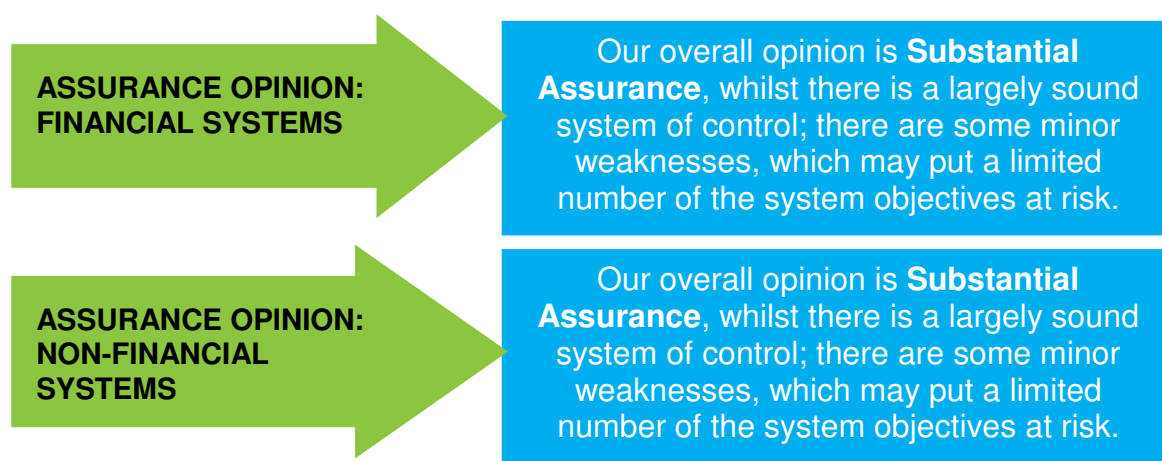 ASSURANCE OPINION:
FINANCIAL SYSTEMS
Our overall opinion is Substantial
Assurance, whilst there is a largely sound
system of control; there are some minor
weaknesses, which may put a limited
number of the system objectives at risk.
ASSURANCE OPINION:
NON-FINANCIAL
SYSTEMS
Our overall opinion is Substantial
Assurance, whilst there is a largely sound
system of control; there are some minor
weaknesses, which may put a limited
number of the system objectives at risk.